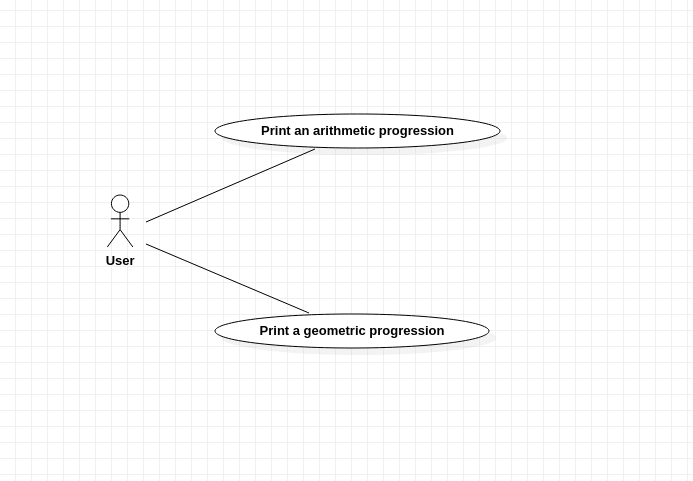 Print an arithmetic progression
User
Print a geometric progression